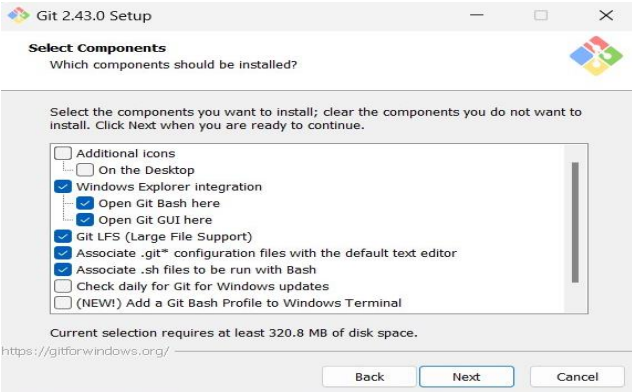 Git 2.43.0 Setup
Select Components
Which components should be installed?
Select the components you want to install; clear the components you do not want to
install. Click Next when you are ready to continue.
Additional icons
On the Desktop
Windows Explorer integration
Open Git Bash here
Open Git GUI here
Git LFS (Large File Support)
Associate .git* configuration files with the default text editor
Associate .sh files to be run with Bash
Check daily for Git for Windows updates
(NEW!) Add a Git Bash Profile to Windows Terminal
Current selection requires at least 320.8 MB of disk space.
https://gitforwindows.org/
Back Next Cancel